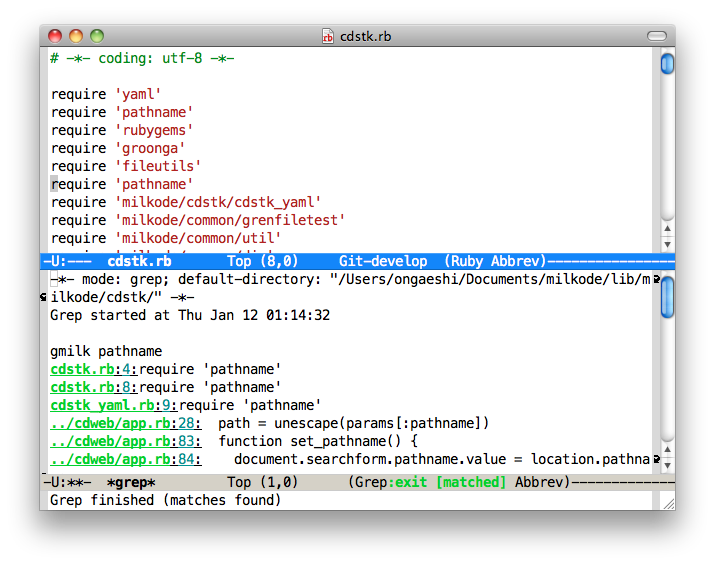 cdstk.rb
# -*- coding: utf-8 -*-
require 'yaml'
require 'pathname'
require 'rubygems'
require 'groonga'
require 'fileutils'
require 'pathname'
require 'milkode/cdstk/cdstk_yaml'
require 'milkode/common/grenfiletest'
require 'milkode/common/util'
-U:--- cdstk.rb Top (8,0) Git-develop (Ruby Abbrev)---------------
-*- mode: grep; default-directory: "/Users/ongaeshi/Documents/milkode/lib/m
ilkode/cdstk/" -*-
Grep started at Thu Jan 12 01:14:32
gmilk pathname
cdstk.rb:4:require 'pathname'
cdstk.rb:8:require 'pathname'
cdstk_yaml.rb:9:require 'pathname'
../cdweb/app.rb:28:  path = unescape(params[:pathname])
../cdweb/app.rb:83:  function set_pathname() {
../cdweb/app.rb:84:    document.searchform.pathname.value = location.pathna
-U:**- *grep* Top (1,0) (Grep:exit [matched] Abbrev)-------------
Grep finished (matches found)